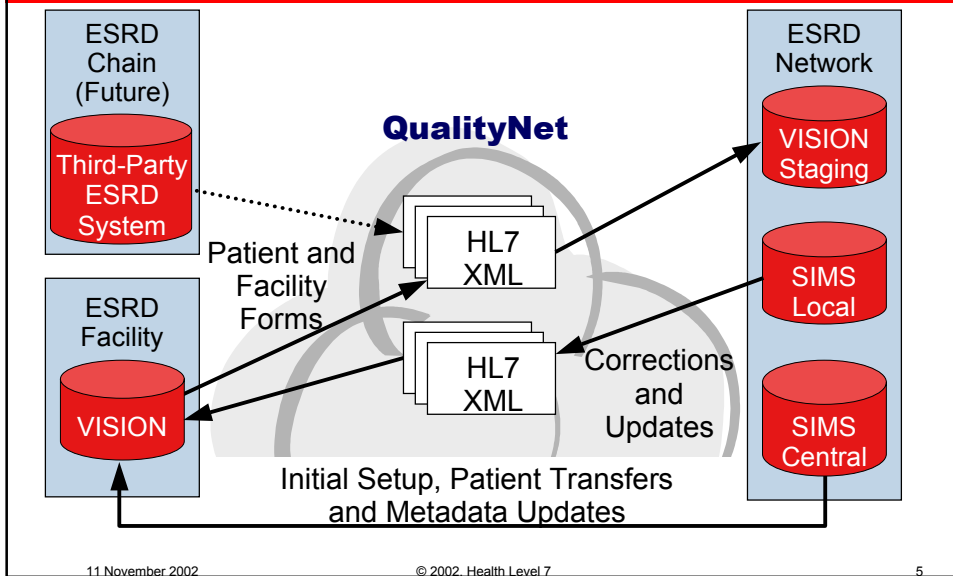 ESRD
Chain
(Future)
Third-Party
ESRD
System
ESRD
Facility
VISION
QualityNet
Patient and
Facility
Forms
HL7
XML
HL7
XML
Corrections
and
Updates
Initial Setup, Patient Transfers
and Metadata Updates
ESRD
Network
VISION
Staging
SIMS
Local
SIMS
Central
11 November 2002
© 2002, Health Level 7
5